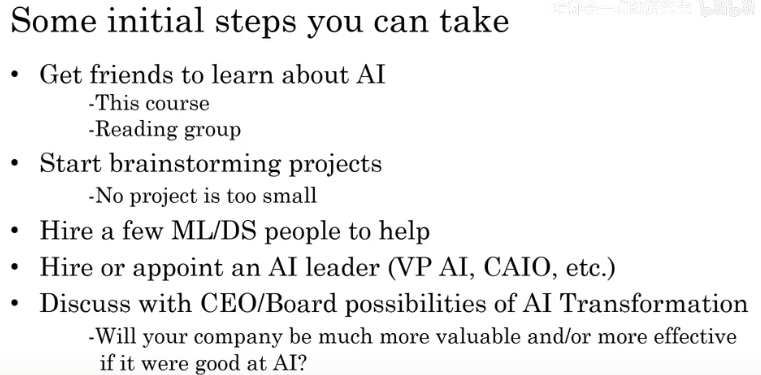 Some initial steps you can take
• Get friends to learn about AI
-This course
-Reading group
• Start brainstorming projects
-No project is too small
• Hire a few ML/DS people to help
• Hire or appoint an AI leader (VP AI, CAIO, etc.)
• Discuss with CEO/Board possibilities of AI Transformation
-Will your company be much more valuable and/or more effective
if it were good at AI?